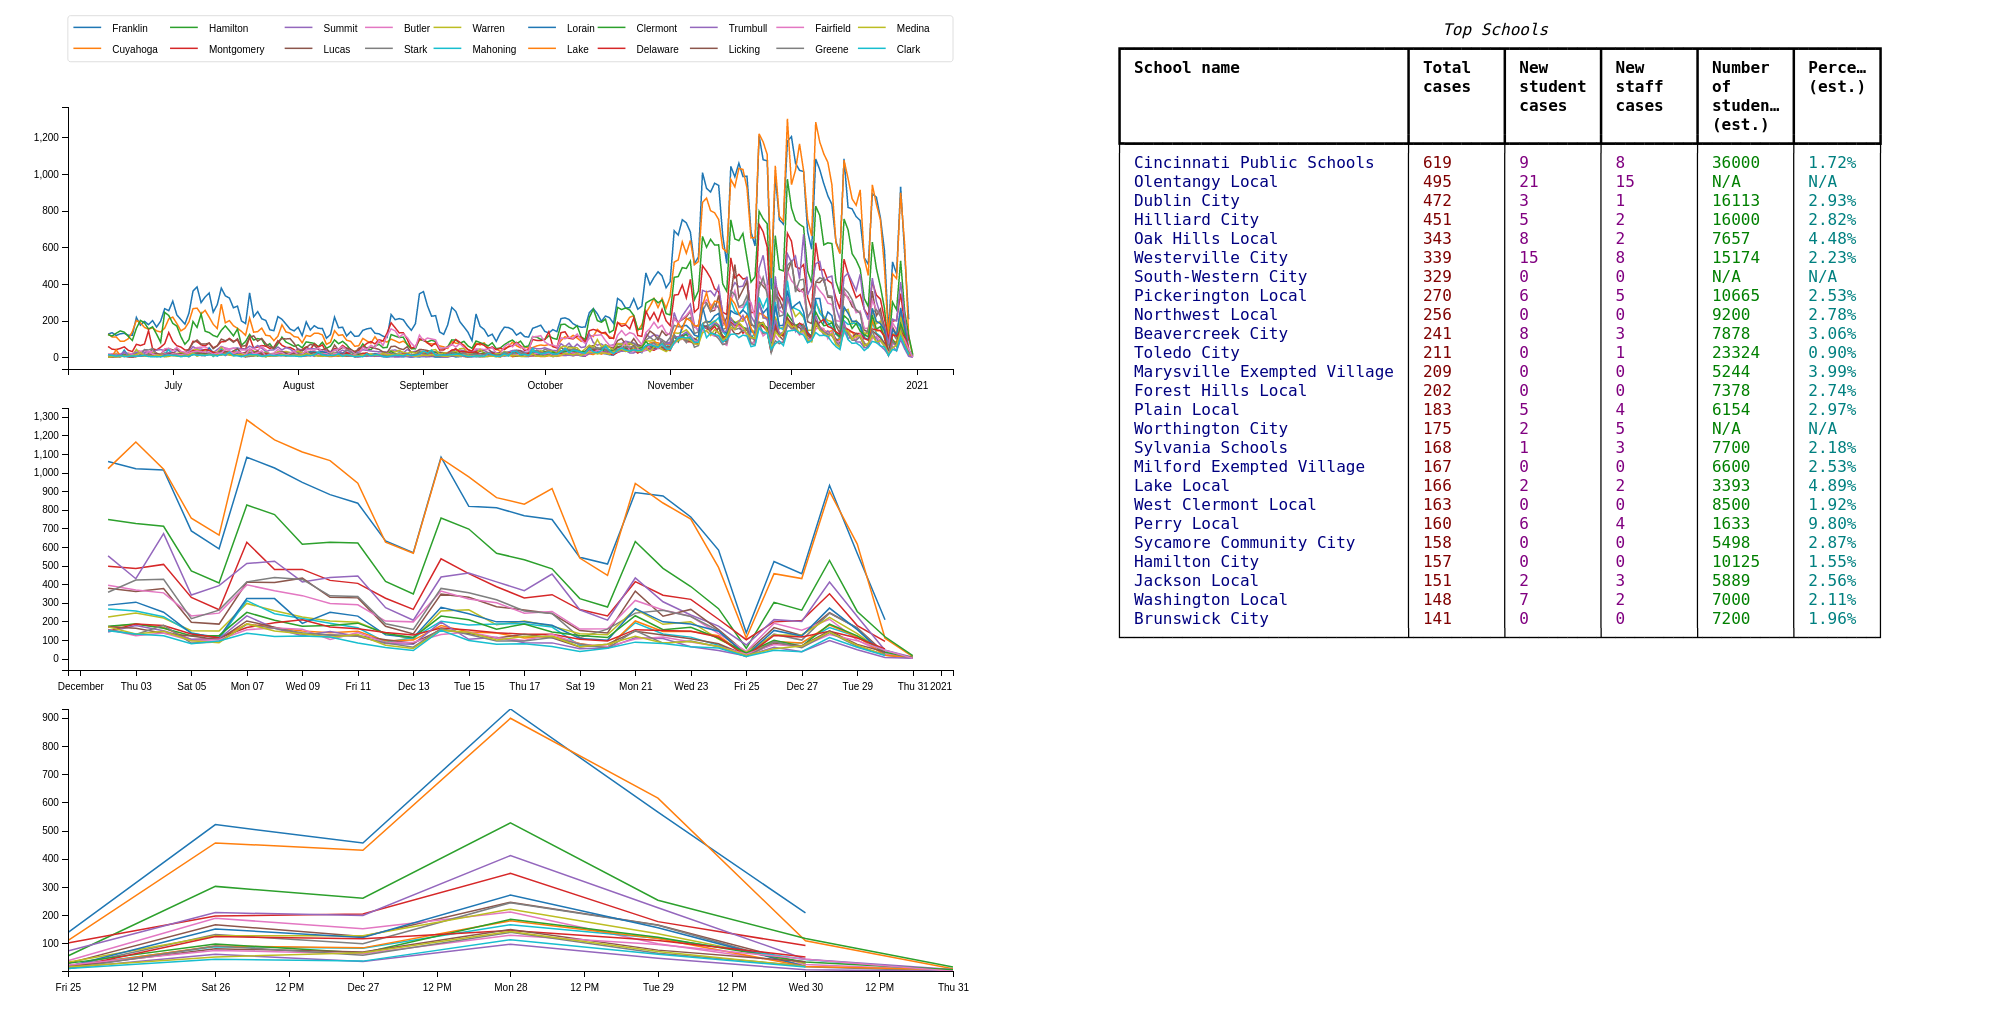 Franklin Hamilton Summit Butler Warren Lorain Clermont Trumbull Fairfield Medina
Cuyahoga Montgomery Lucas Stark Mahoning Lake Delaware Licking Greene Clark
1,200
1,000
800
600
400
200
0
July August September October November December 2021
1,300
1,200
1,100
1,000
900
800
700
600
500
400
300
200
100
0
December Thu 03 Sat 05 Mon 07 Wed 09 Fri 11 Dec 13 Tue 15 Thu 17 Sat 19 Mon 21 Wed 23 Fri 25 Dec 27 Tue 29 Thu 31 2021
900
800
700
600
500
400
300
200
100
Fri 25 12 PM Sat 26 12 PM Dec 27 12 PM Mon 28 12 PM Tue 29 12 PM Wed 30 12 PM Thu 31
Top Schools
School name Total New New Number Perce…
cases student staff of (est.)
cases cases studen…
(est.)
Cincinnati Public Schools 619 9 8 36000 1.72%
Olentangy Local 495 21 15 N/A N/A
Dublin City 472 3 1 16113 2.93%
Hilliard City 451 5 2 16000 2.82%
Oak Hills Local 343 8 2 7657 4.48%
Westerville City 339 15 8 15174 2.23%
South-Western City 329 0 0 N/A N/A
Pickerington Local 270 6 5 10665 2.53%
Northwest Local 256 0 0 9200 2.78%
Beavercreek City 241 8 3 7878 3.06%
Toledo City 211 0 1 23324 0.90%
Marysville Exempted Village 209 0 0 5244 3.99%
Forest Hills Local 202 0 0 7378 2.74%
Plain Local 183 5 4 6154 2.97%
Worthington City 175 2 5 N/A N/A
Sylvania Schools 168 1 3 7700 2.18%
Milford Exempted Village 167 0 0 6600 2.53%
Lake Local 166 2 2 3393 4.89%
West Clermont Local 163 0 0 8500 1.92%
Perry Local 160 6 4 1633 9.80%
Sycamore Community City 158 0 0 5498 2.87%
Hamilton City 157 0 0 10125 1.55%
Jackson Local 151 2 3 5889 2.56%
Washington Local 148 7 2 7000 2.11%
Brunswick City 141 0 0 7200 1.96%